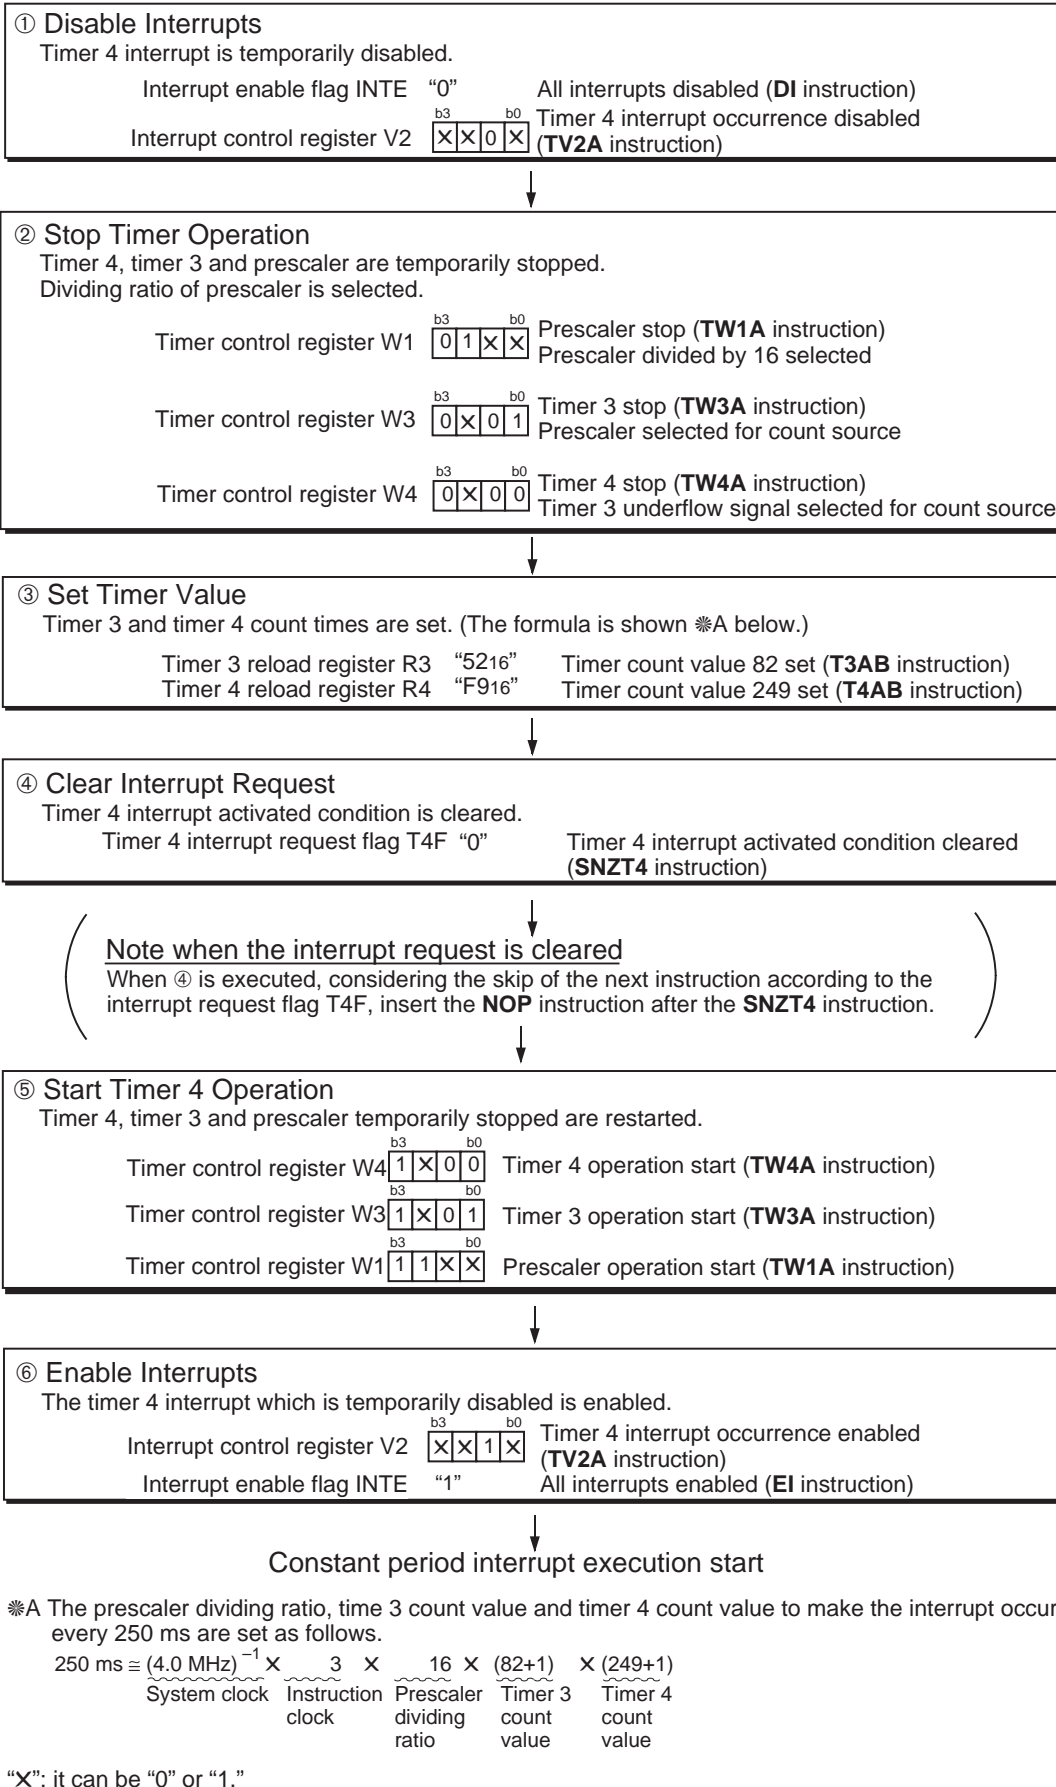 ① Disable Interrupts
Timer 4 interrupt is temporarily disabled.
Interrupt enable flag INTE “0” All interrupts disabled (DI instruction)
b3 b0
Interrupt control register V2 X X 0 X Timer 4 interrupt occurrence disabled
(TV2A instruction)
② Stop Timer Operation
Timer 4, timer 3 and prescaler are temporarily stopped.
Dividing ratio of prescaler is selected.
b3 b0
Timer control register W1 0 1 X X Prescaler stop (TW1A instruction)
Prescaler divided by 16 selected
b3 b0
Timer control register W3 0 X 0 1 Timer 3 stop (TW3A instruction)
Prescaler selected for count source
b3 b0
Timer control register W4 0 X 0 0 Timer 4 stop (TW4A instruction)
Timer 3 underflow signal selected for count source
③ Set Timer Value
Timer 3 and timer 4 count times are set. (The formula is shown ※A below.)
Timer 3 reload register R3 “5216” Timer count value 82 set (T3AB instruction)
Timer 4 reload register R4 “F916” Timer count value 249 set (T4AB instruction)
④ Clear Interrupt Request
Timer 4 interrupt activated condition is cleared.
Timer 4 interrupt request flag T4F “0” Timer 4 interrupt activated condition cleared
(SNZT4 instruction)
Note when the interrupt request is cleared
When ④ is executed, considering the skip of the next instruction according to the
interrupt request flag T4F, insert the NOP instruction after the SNZT4 instruction.
⑤ Start Timer 4 Operation
Timer 4, timer 3 and prescaler temporarily stopped are restarted.
b3 b0
Timer control register W4 1 X 0 0 Timer 4 operation start (TW4A instruction)
b3 b0
Timer control register W3 1 X 0 1 Timer 3 operation start (TW3A instruction)
b3 b0
Timer control register W1 1 1 X X Prescaler operation start (TW1A instruction)
⑥ Enable Interrupts
The timer 4 interrupt which is temporarily disabled is enabled.
b3 b0
Interrupt control register V2 X X 1 X Timer 4 interrupt occurrence enabled
(TV2A instruction)
Interrupt enable flag INTE “1” All interrupts enabled (EI instruction)
Constant period interrupt execution start
※A The prescaler dividing ratio, time 3 count value and timer 4 count value to make the interrupt occur
every 250 ms are set as follows.
250 ms ≅ (4.0 MHz)⁻¹ X 3 X 16 X (82+1) X (249+1)
System clock Instruction Prescaler Timer 3 Timer 4
clock dividing count count
ratio value value
“X”: it can be “0” or “1.”